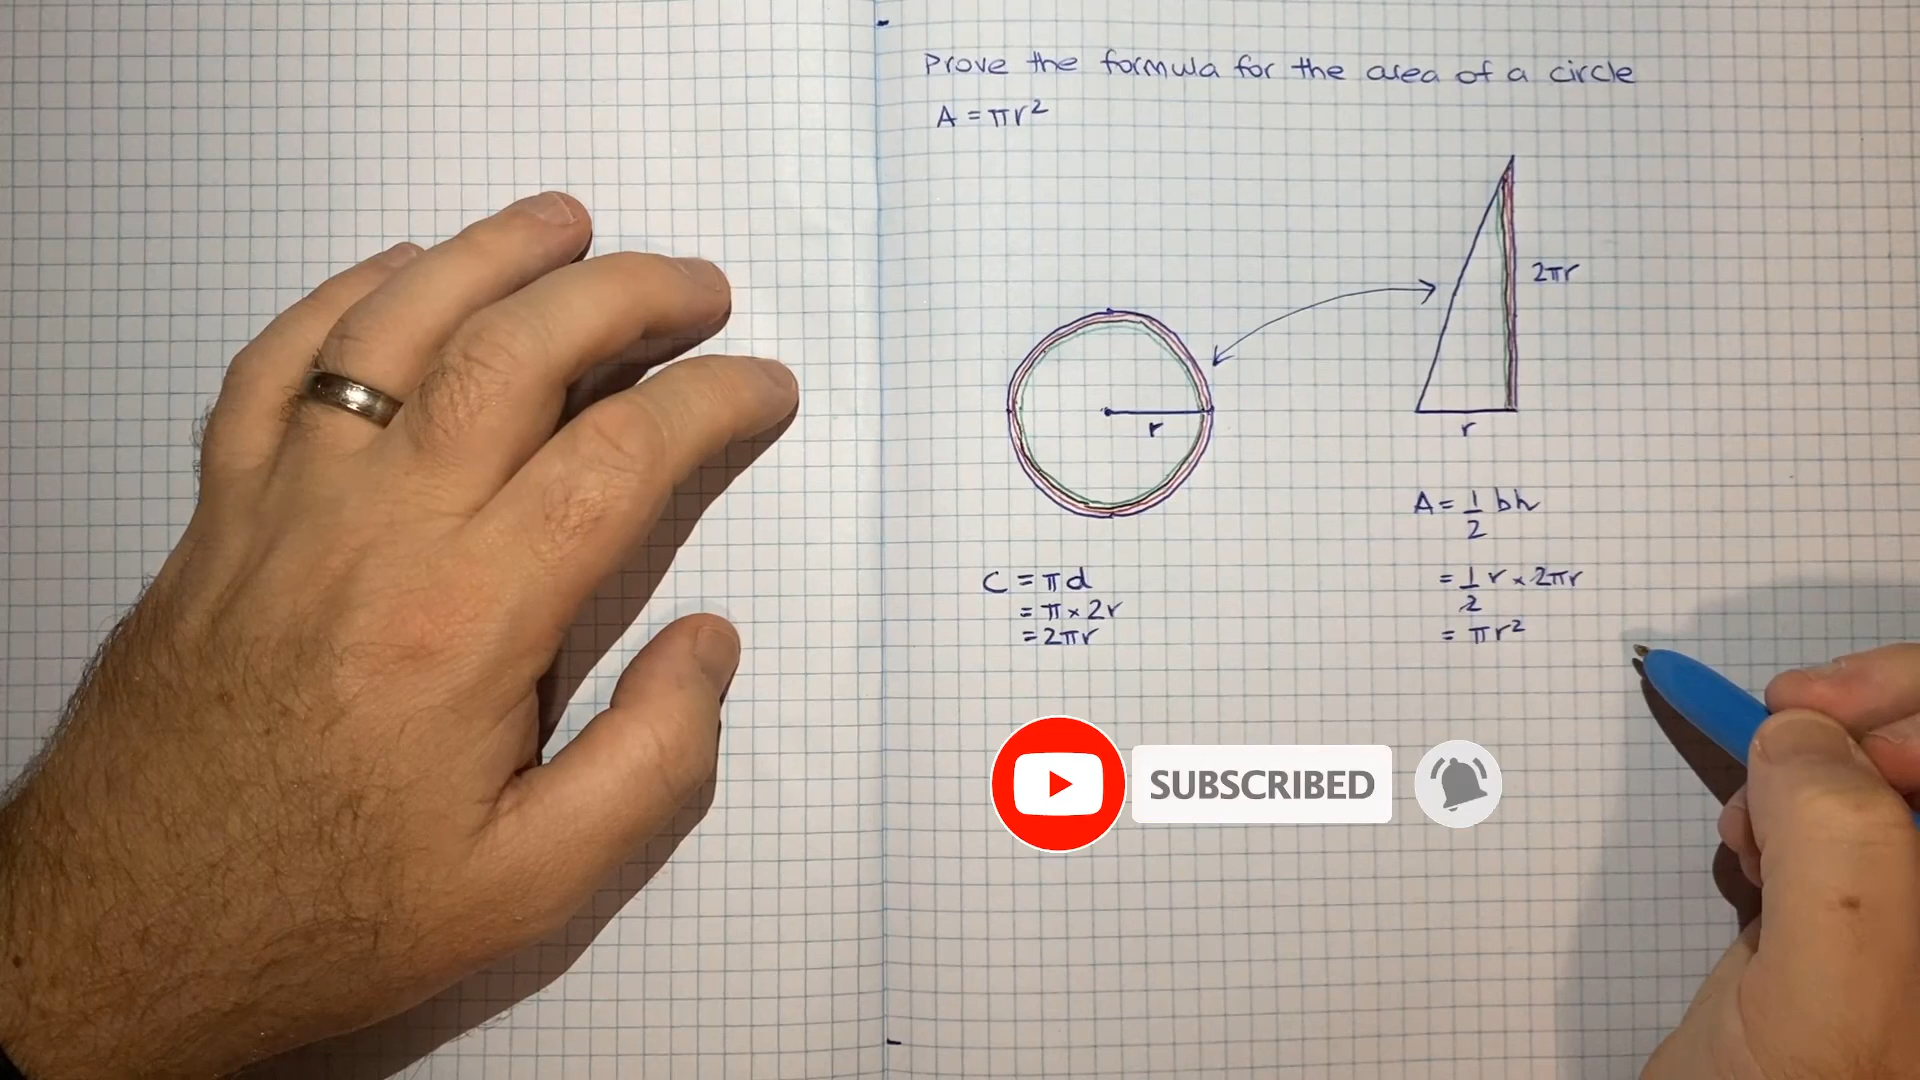 Prove the formula for the area of a circle
A = πr²
2πr
r
r
A = 1/2 bh
= 1/2 r × 2πr
= πr²
C = πd
= π × 2r
= 2πr
SUBSCRIBED